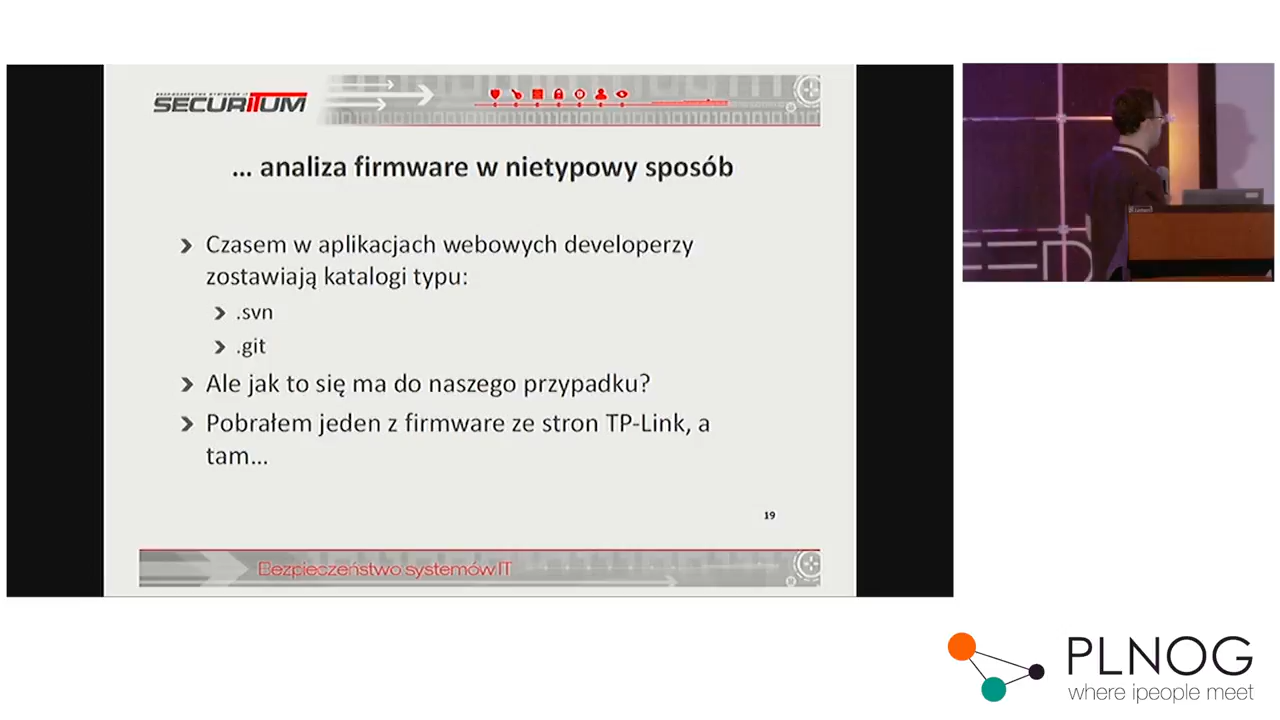 SECURITUM
... analiza firmware w nietypowy sposób
Czasem w aplikacjach webowych developerzy
zostawiają katalogi typu:
.svn
.git
Ale jak to się ma do naszego przypadku?
Pobrałem jeden z firmware ze stron TP-Link, a
tam...
19
Bezpieczeństwo systemów IT
PLNOG
where ipeople meet